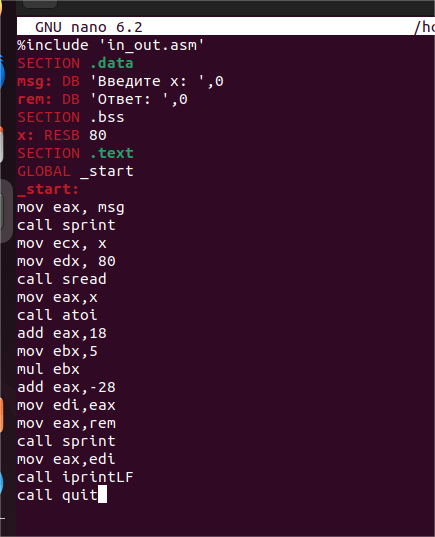 GNU nano 6.2 /ho
%include 'in_out.asm'
SECTION .data
msg: DB 'Введите x: ',0
rem: DB 'Ответ: ',0
SECTION .bss
x: RESB 80
SECTION .text
GLOBAL _start
_start:
mov eax, msg
call sprint
mov ecx, x
mov edx, 80
call sread
mov eax,x
call atoi
add eax,18
mov ebx,5
mul ebx
add eax,-28
mov edi,eax
mov eax,rem
call sprint
mov eax,edi
call iprintLF
call quit